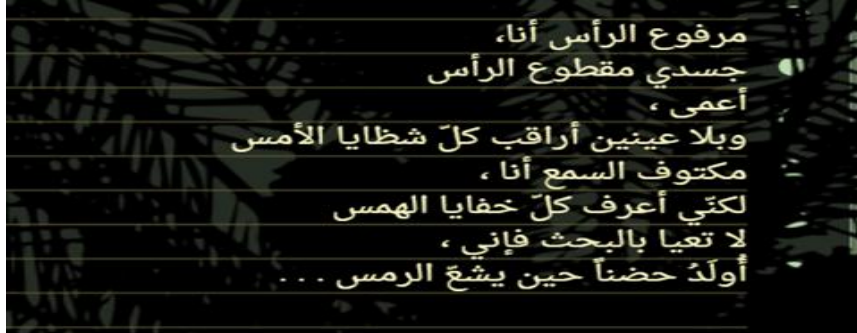 مرفوع الرأس أنا،
جسدي مقطوع الرأس
أعمى ،
وبلا عينين أراقب كلّ شظايا الأمس
مكتوف السمع أنا ،
لكنّي أعرف كلّ خفايا الهمس
لا تعيا بالبحث فإني ،
أُولَدُ حضناً حين يشعّ الرمس . . .